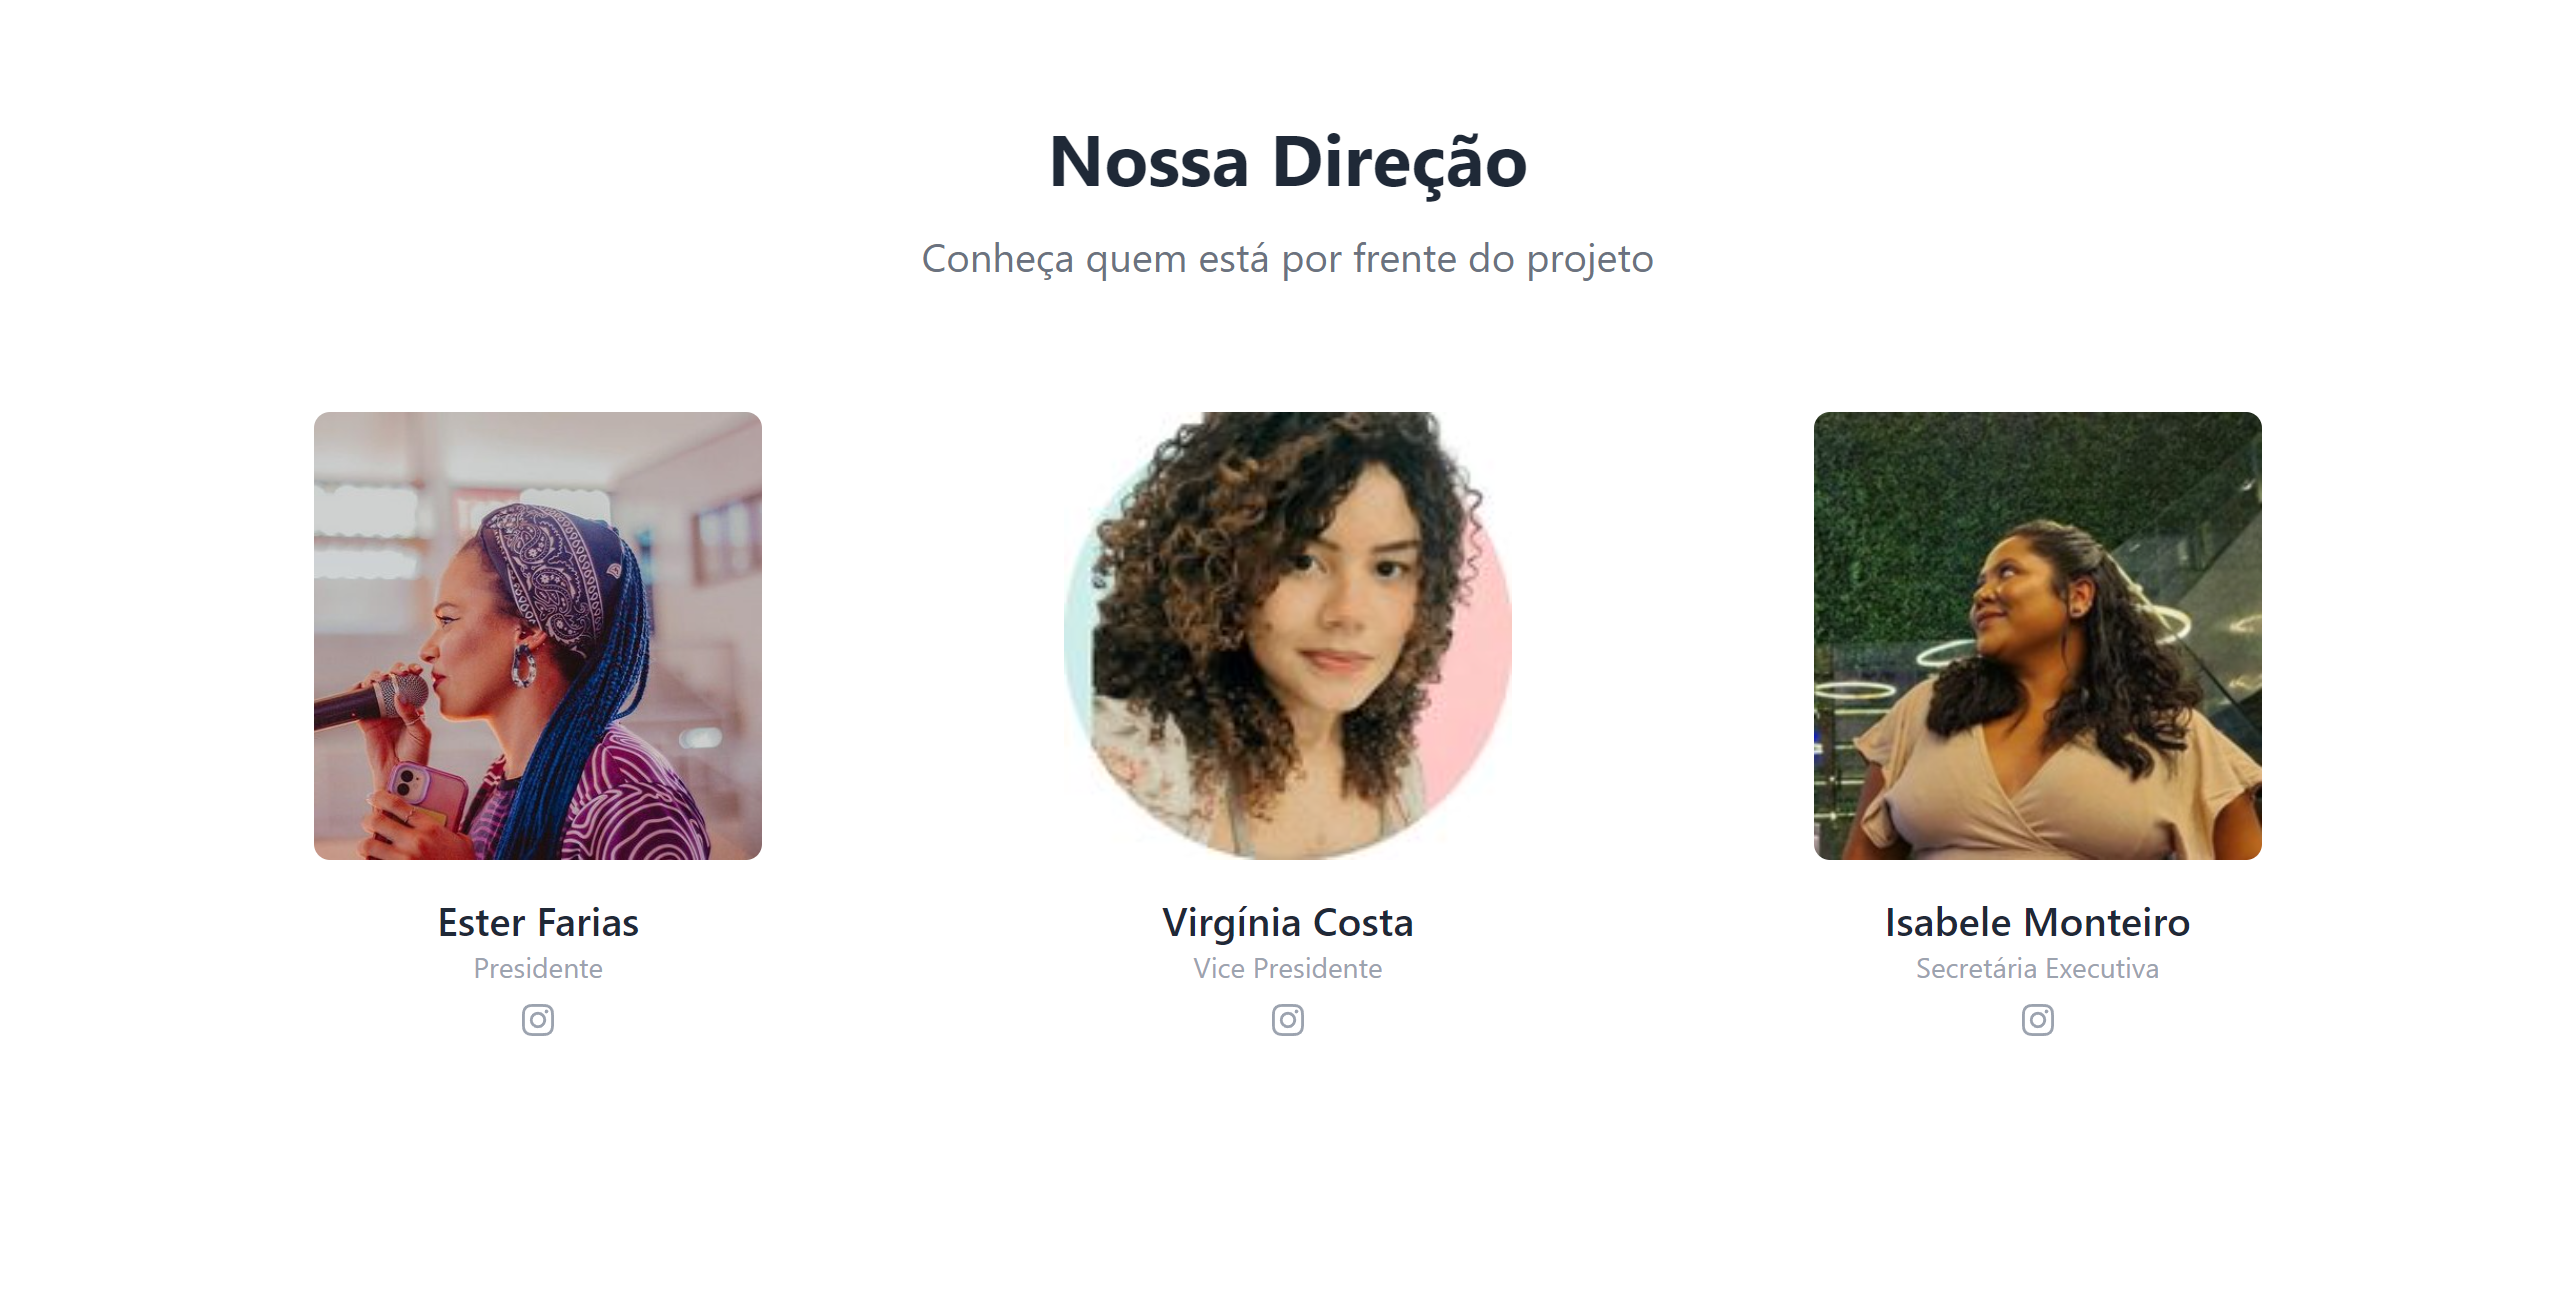 Nossa Direção
Conheça quem está por frente do projeto
Ester Farias
Presidente
Virgínia Costa
Vice Presidente
Isabele Monteiro
Secretária Executiva